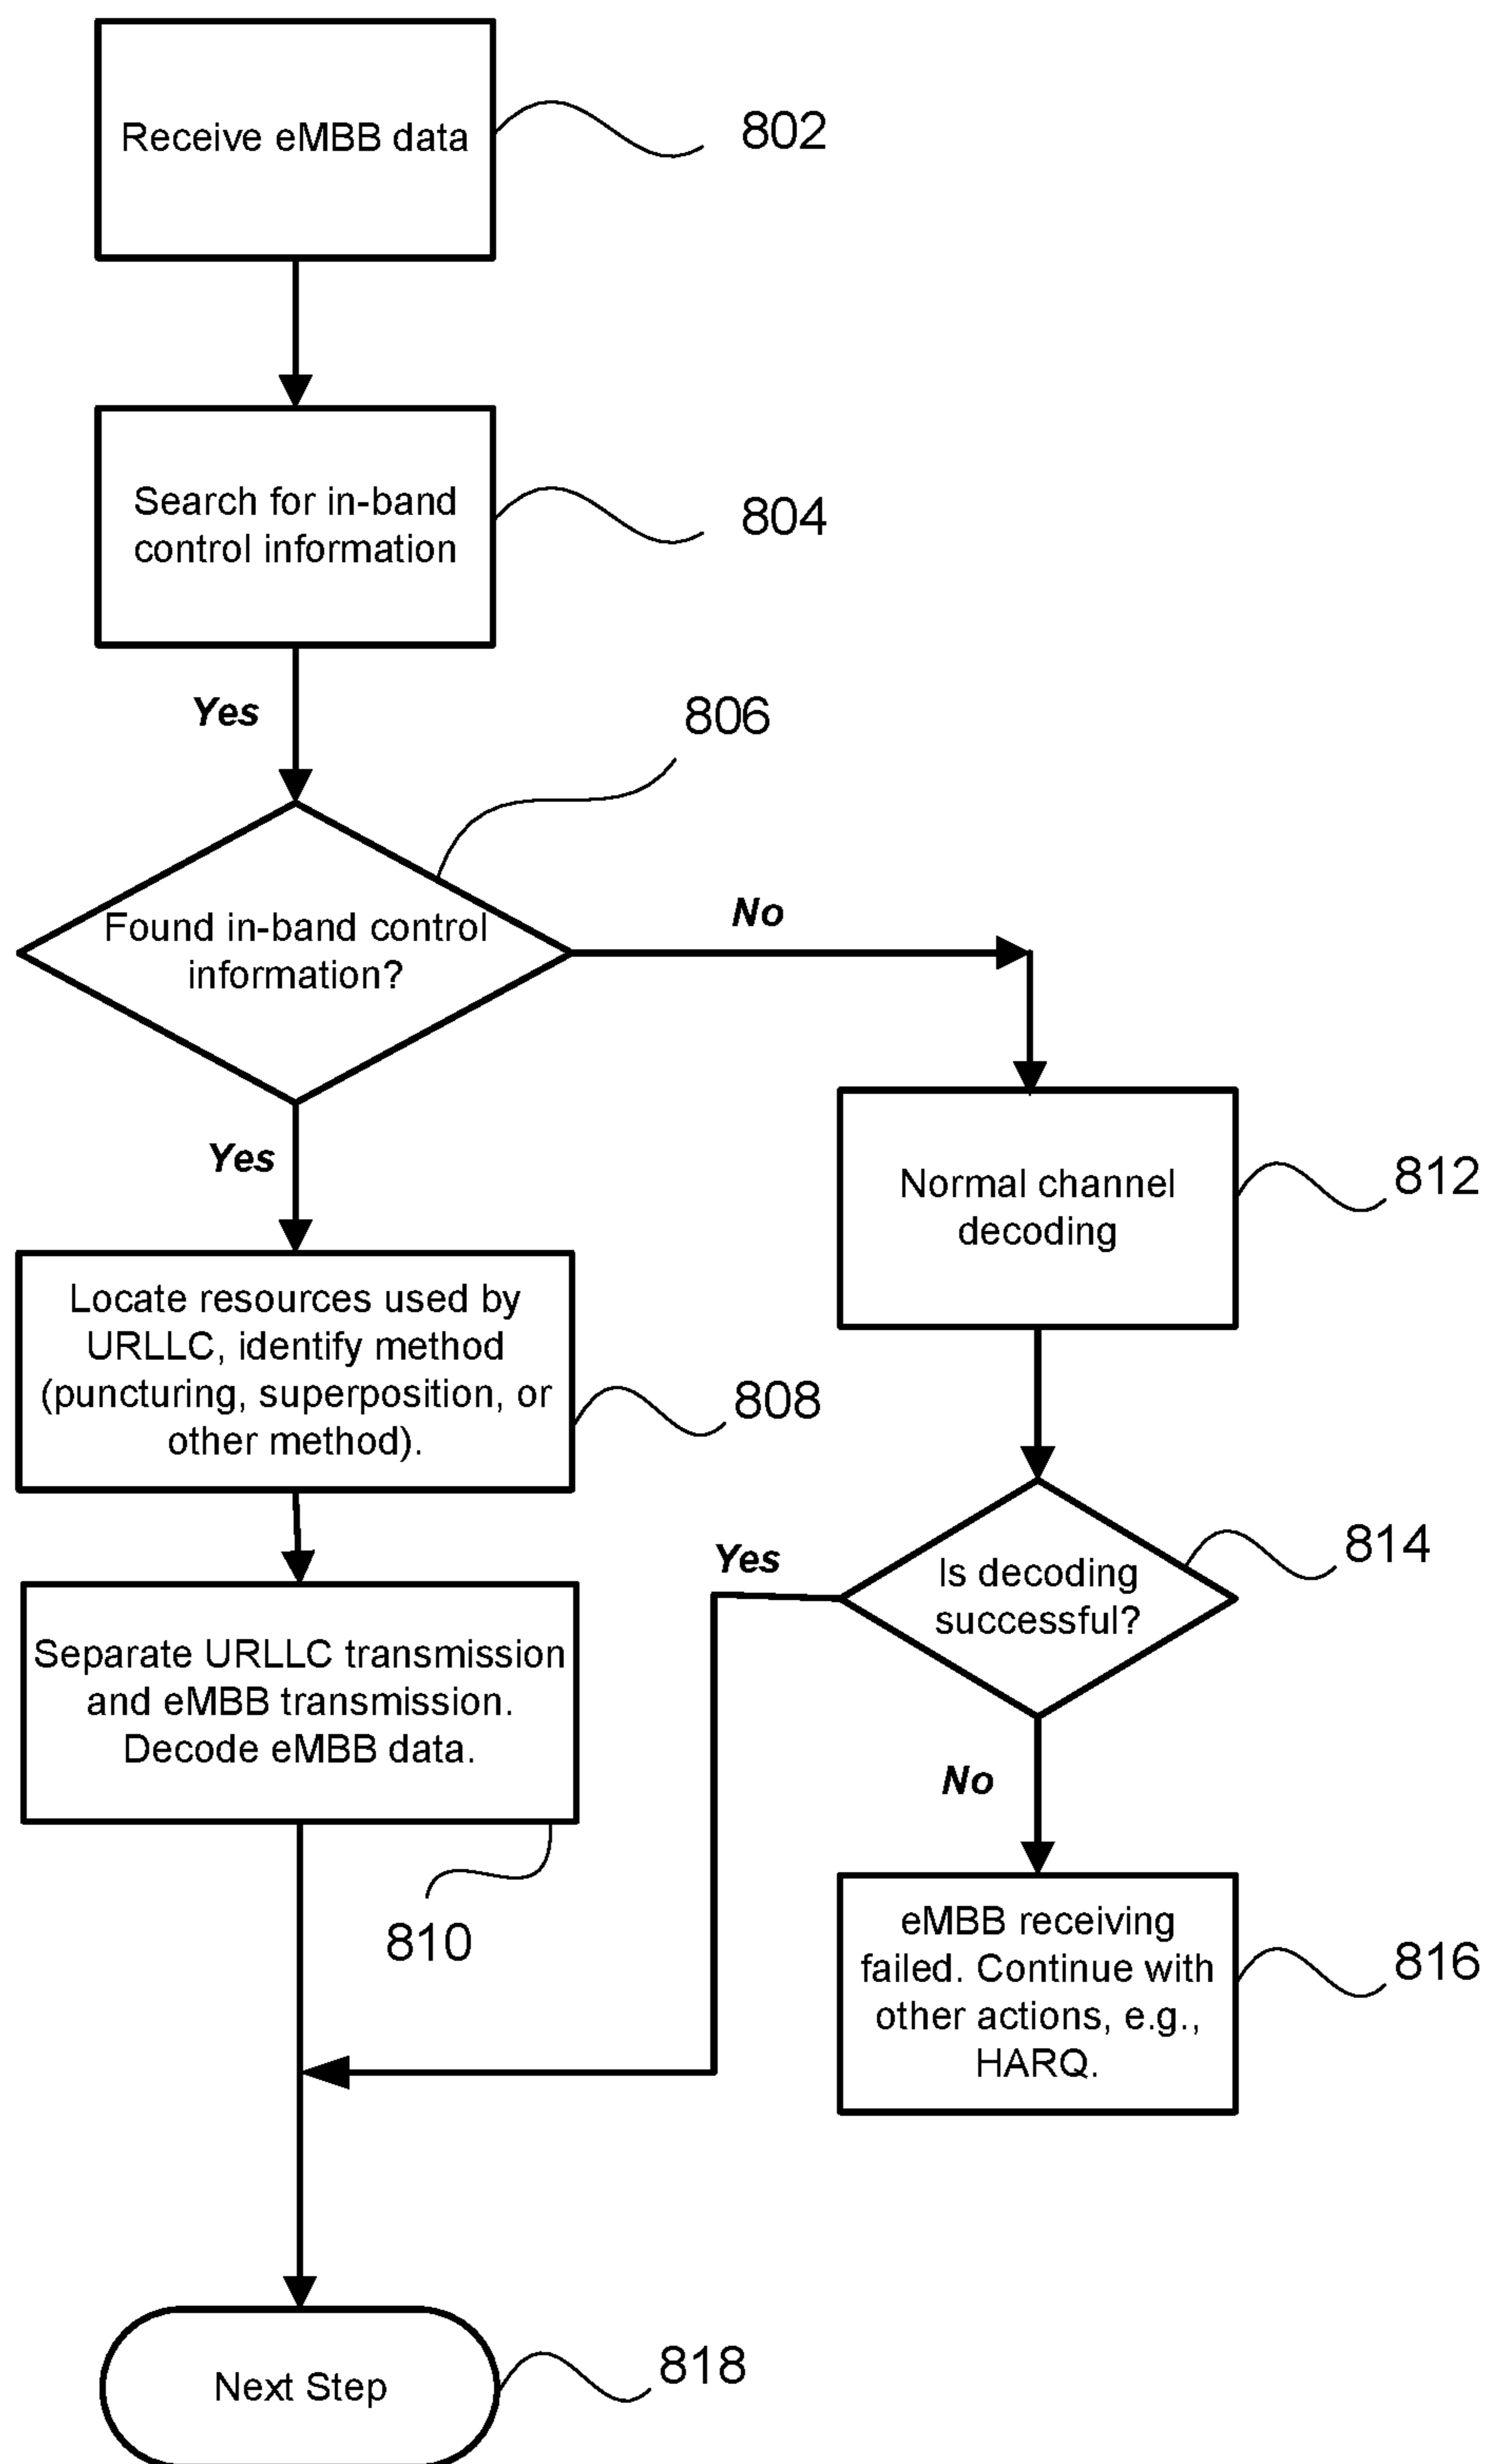 Receive eMBB data
802
Search for in-band
control information
804
Yes
806
Found in-band control
information?
No
Yes
Normal channel
decoding
812
Locate resources used by
URLLC, identify method
(puncturing, superposition, or
other method).
808
Is decoding
successful?
814
Yes
Separate URLLC transmission
and eMBB transmission.
Decode eMBB data.
810
No
eMBB receiving
failed. Continue with
other actions, e.g.,
HARQ.
816
Next Step
818